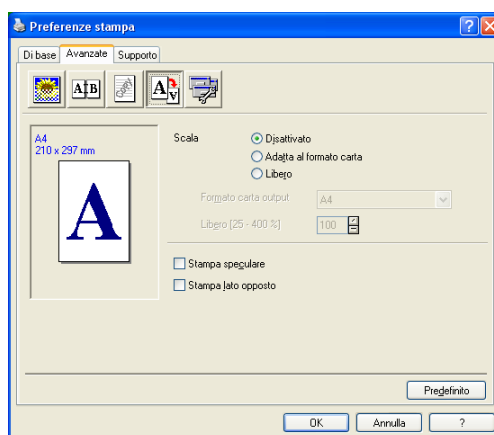 Preferenze stampa
Di base Avanzate Supporto
A B A A
A4
210 x 297 mm
A
Scala
Disattivato
Adatta al formato carta
Libero
Formato carta output A4
Libero [25 - 400 %] 100
Stampa speculare
Stampa lato opposto
Predefinito
OK Annulla ?